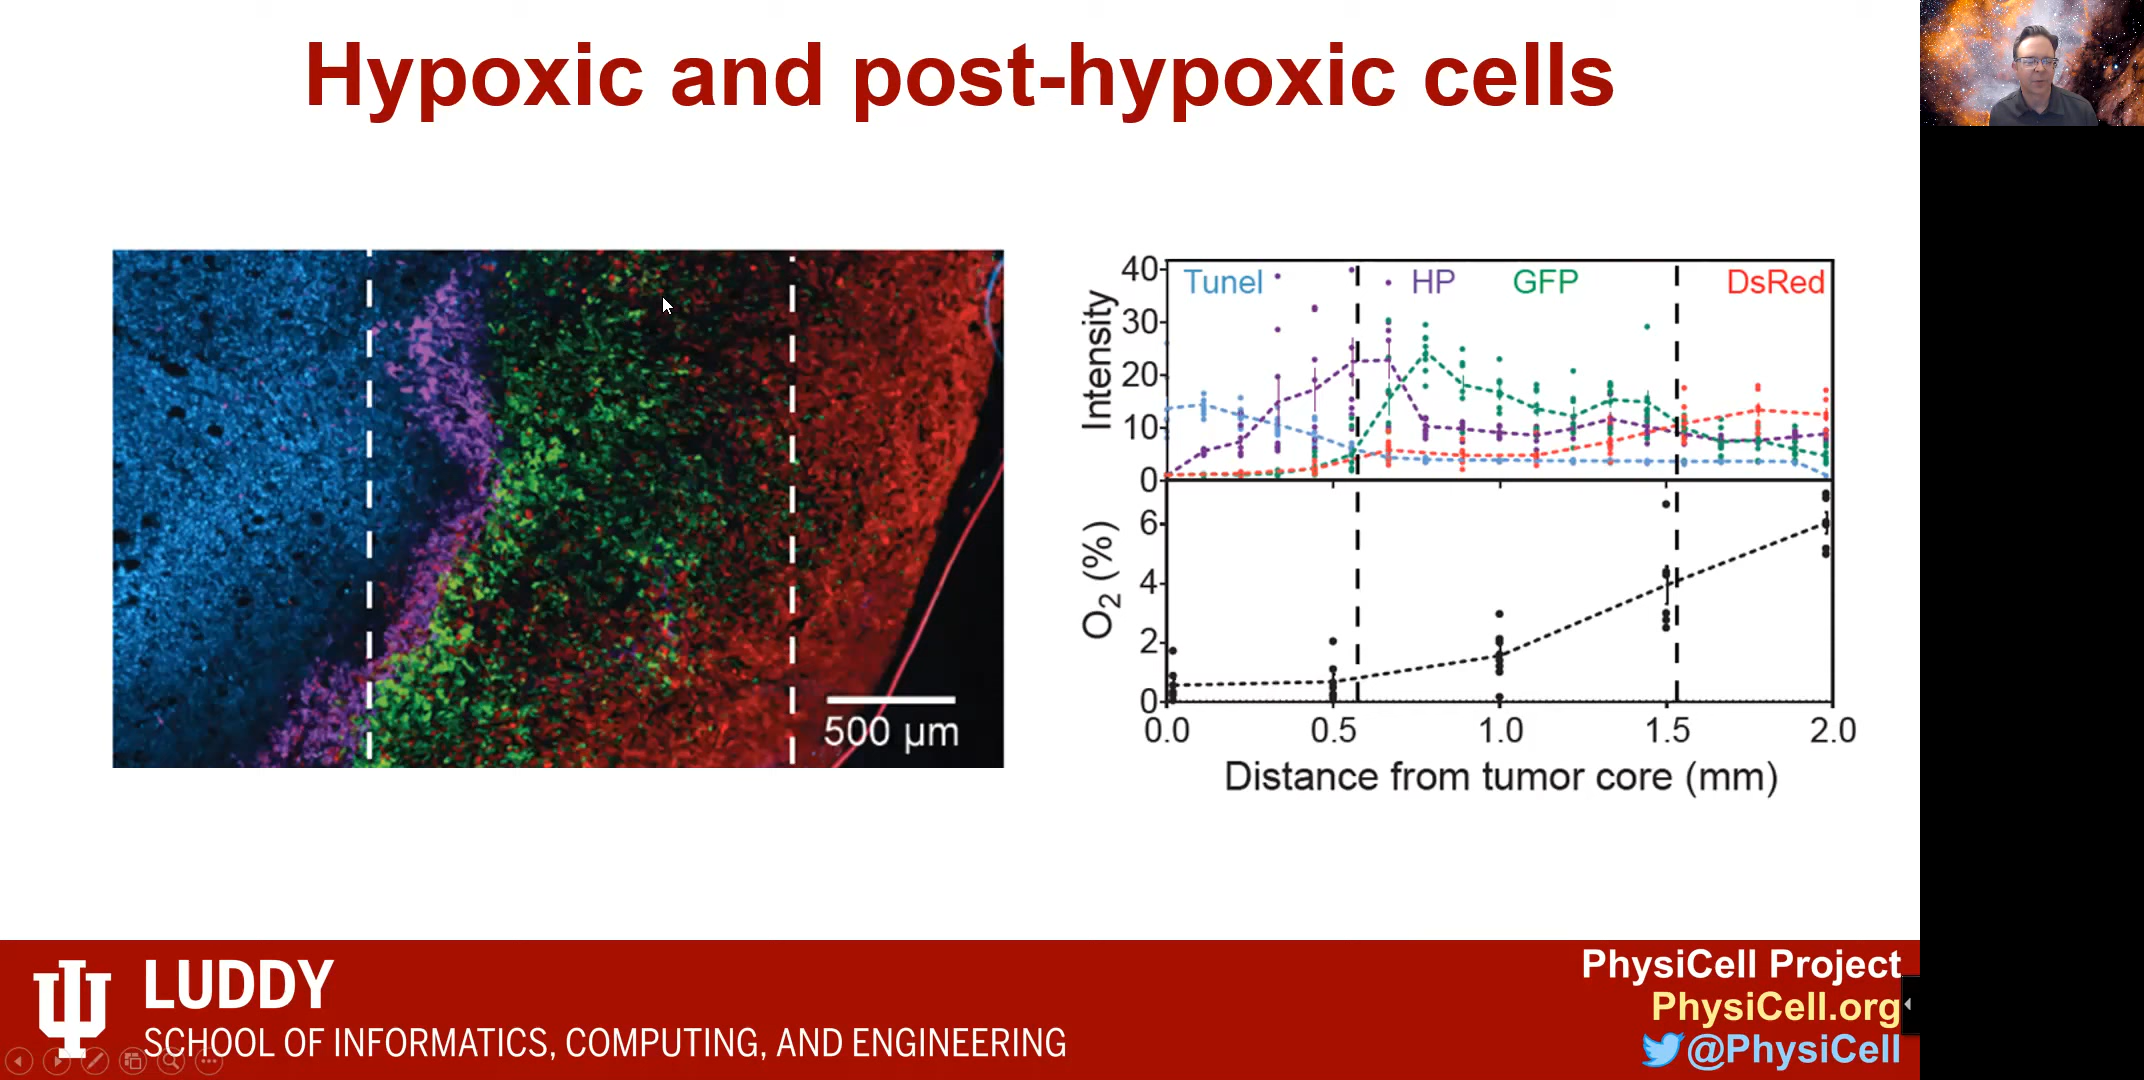 Hypoxic and post-hypoxic cells
500 µm
40
30
20
10
0
Intensity
Tunel
HP
GFP
DsRed
6
4
2
0
O₂ (%)
0.0
0.5
1.0
1.5
2.0
Distance from tumor core (mm)
LUDDY
SCHOOL OF INFORMATICS, COMPUTING, AND ENGINEERING
PhysiCell Project
PhysiCell.org
@PhysiCell